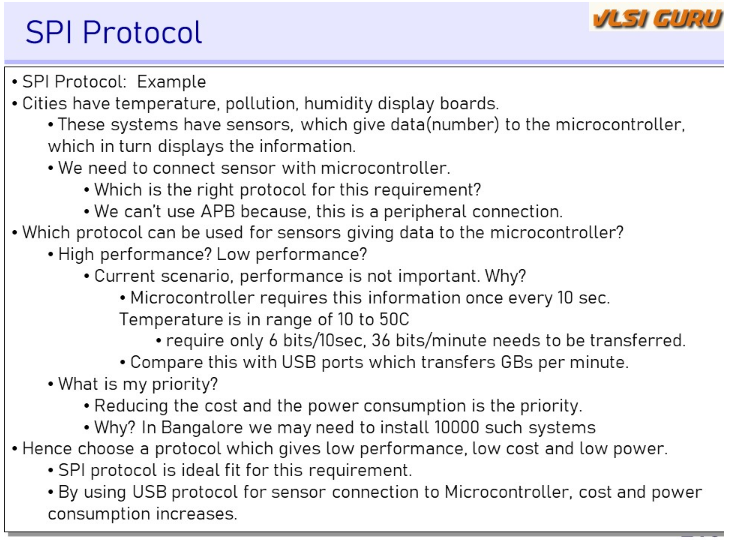 SPI Protocol
VLSI GURU
• SPI Protocol: Example
• Cities have temperature, pollution, humidity display boards.
• These systems have sensors, which give data(number) to the microcontroller,
which in turn displays the information.
• We need to connect sensor with microcontroller.
• Which is the right protocol for this requirement?
• We can't use APB because, this is a peripheral connection.
• Which protocol can be used for sensors giving data to the microcontroller?
• High performance? Low performance?
• Current scenario, performance is not important. Why?
• Microcontroller requires this information once every 10 sec.
Temperature is in range of 10 to 50C
• require only 6 bits/10sec, 36 bits/minute needs to be transferred.
• Compare this with USB ports which transfers GBs per minute.
• What is my priority?
• Reducing the cost and the power consumption is the priority.
• Why? In Bangalore we may need to install 10000 such systems
• Hence choose a protocol which gives low performance, low cost and low power.
• SPI protocol is ideal fit for this requirement.
• By using USB protocol for sensor connection to Microcontroller, cost and power
consumption increases.